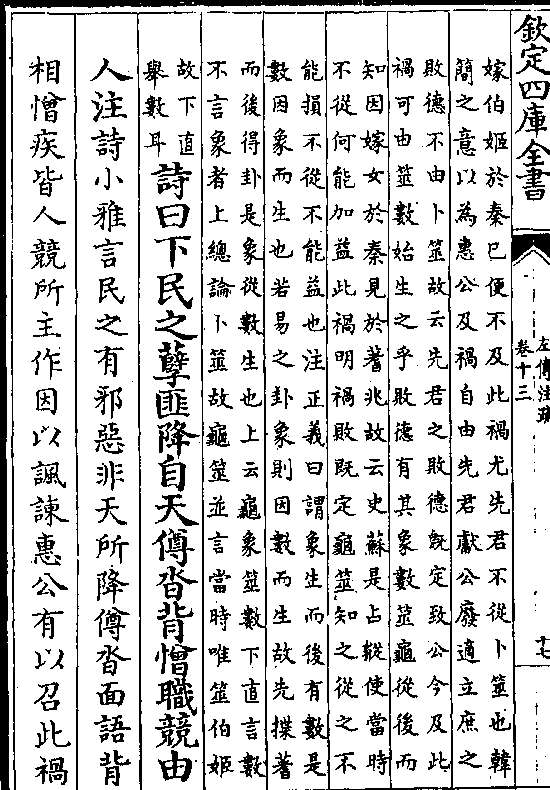 欽定四庫全書
左傳注疏
卷十三
十七
嫁伯姬於秦已便不及此禍尤先君不從卜筮也韓
簡之意以為惠公及禍自由先君獻公廢適立庶之
敗德不由卜筮故云先君之敗德既定致公今及此
禍可由筮數始生之乎敗德有其象數筮龜從後而
知因嫁女於秦見於蓍兆故云史蘇是占縱使當時
不從何能加益此禍明禍敗既定龜筮知之從之不
能損不從不能益也注正義曰謂象生而後有數是
數因象而生也若易之卦象則因數而生故先揲蓍
而後得卦是象從數生也上云龜象筮數下直言數
不言象者上總論卜筮故龜筮並言當時唯筮伯姬
故下直
舉數耳
詩曰下民之孽匪降自天僔沓背憎職競由
人注詩小雅言民之有邪惡非天所降僔沓面語背
相憎疾皆人競所主作因以諷諫惠公有以召此禍